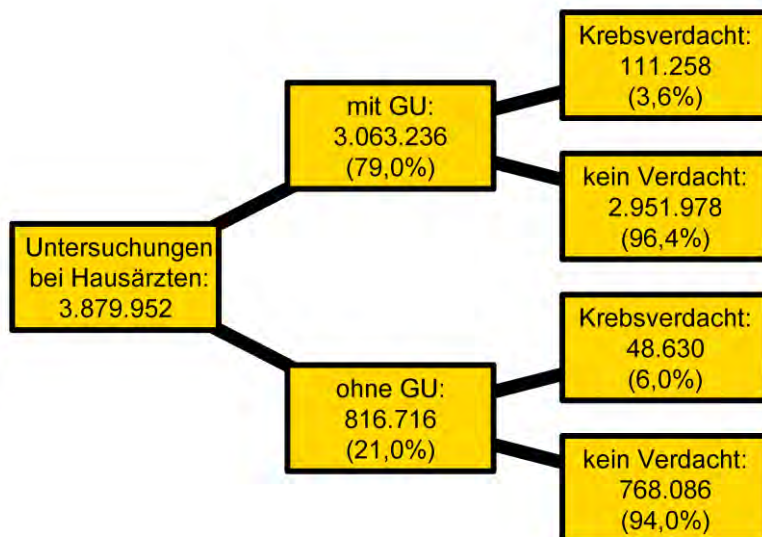 Untersuchungen
bei Hausärzten:
3.879.952
mit GU:
3.063.236
(79,0%)
Krebsverdacht:
111.258
(3,6%)
kein Verdacht:
2.951.978
(96,4%)
ohne GU:
816.716
(21,0%)
Krebsverdacht:
48.630
(6,0%)
kein Verdacht:
768.086
(94,0%)